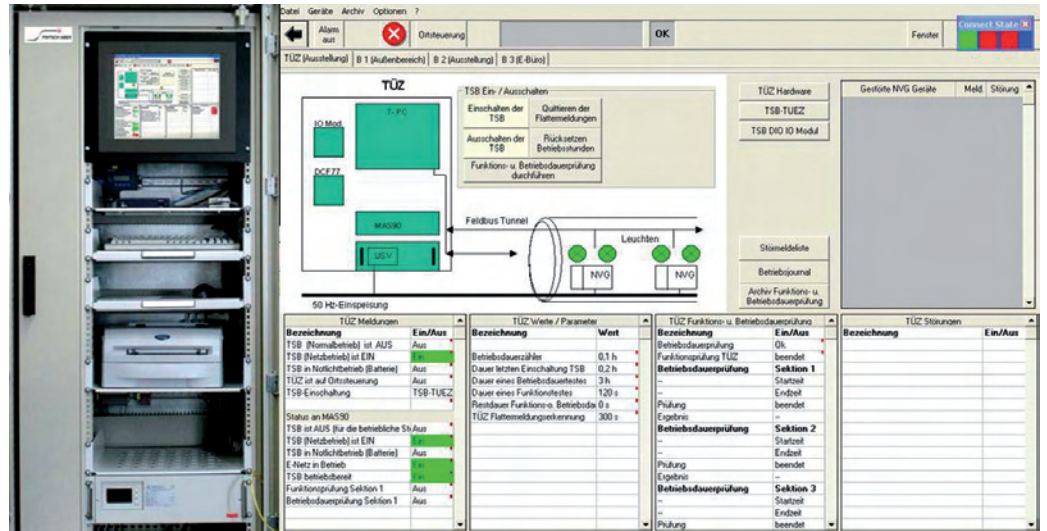 PINTSCH ABEN
Datei Geräte Archiv Optionen ?
Alarm aus
Ortsteuerung
OK
Fenster
Connect State
TÜZ (Ausstellung) B 1 (Außenbereich) B 2 (Ausstellung) B 3 (E-Büro)
TÜZ
IO Mod.
T-PC
DCF77
MAS90
USV
50 Hz-Einspeisung
TSB Ein- / Ausschalten
Einschalten der TSB
Quittieren der Flattermeldungen
Ausschalten der TSB
Rücksetzen Betriebsstunden
Funktions- u. Betriebsdauerprüfung durchführen
Feldbus Tunnel
Leuchten
NVG
NVG
TÜZ Hardware
TSB-TUEZ
TSB DIO IO Modul
Störmeldeliste
Betriebsjournal
Archiv Funktions- u. Betriebsdauerprüfung
Gestörte NVG Geräte Meld. Störung
TÜZ Meldungen
Bezeichnung Ein/Aus
TSB (Normalbetrieb) ist AUS Aus
TSB (Netzbetrieb) ist EIN Ein
TSB in Notlichtbetrieb (Batterie) Aus
TÜZ ist auf Ortssteuerung Aus
TSB-Einschaltung TSB-TUEZ
Status an MAS90
TSB ist AUS (für die betriebliche St Aus
TSB (Netzbetrieb) ist EIN Ein
TSB in Notlichtbetrieb (Batterie) Aus
E-Netz in Betrieb Ein
TSB betriebsbereit Ein
Funktionsprüfung Sektion 1 Aus
Betriebsdauerprüfung Sektion 1 Aus
TÜZ Werte / Parameter
Bezeichnung Wert
Betriebsdauerzähler 0,1 h
Dauer letzten Einschaltung TSB 0,2 h
Dauer eines Betriebsdauertestes 3 h
Dauer eines Funktionstestes 120 s
Restdauer Funktions-o. Betriebsda 0 s
TÜZ Flattermeldungserkennung 300 s
TÜZ Funktions- u. Betriebsdauerprüfung
Bezeichnung Ein/Aus
Betriebsdauerprüfung Ok
Funktionsprüfung TÜZ beendet
Betriebsdauerprüfung Sektion 1
-- Startzeit
-- Endzeit
Prüfung beendet
Ergebnis --
Betriebsdauerprüfung Sektion 2
-- Startzeit
-- Endzeit
Prüfung beendet
Ergebnis --
Betriebsdauerprüfung Sektion 3
-- Startzeit
-- Endzeit
Prüfung beendet
TÜZ Störungen
Bezeichnung Ein/Aus